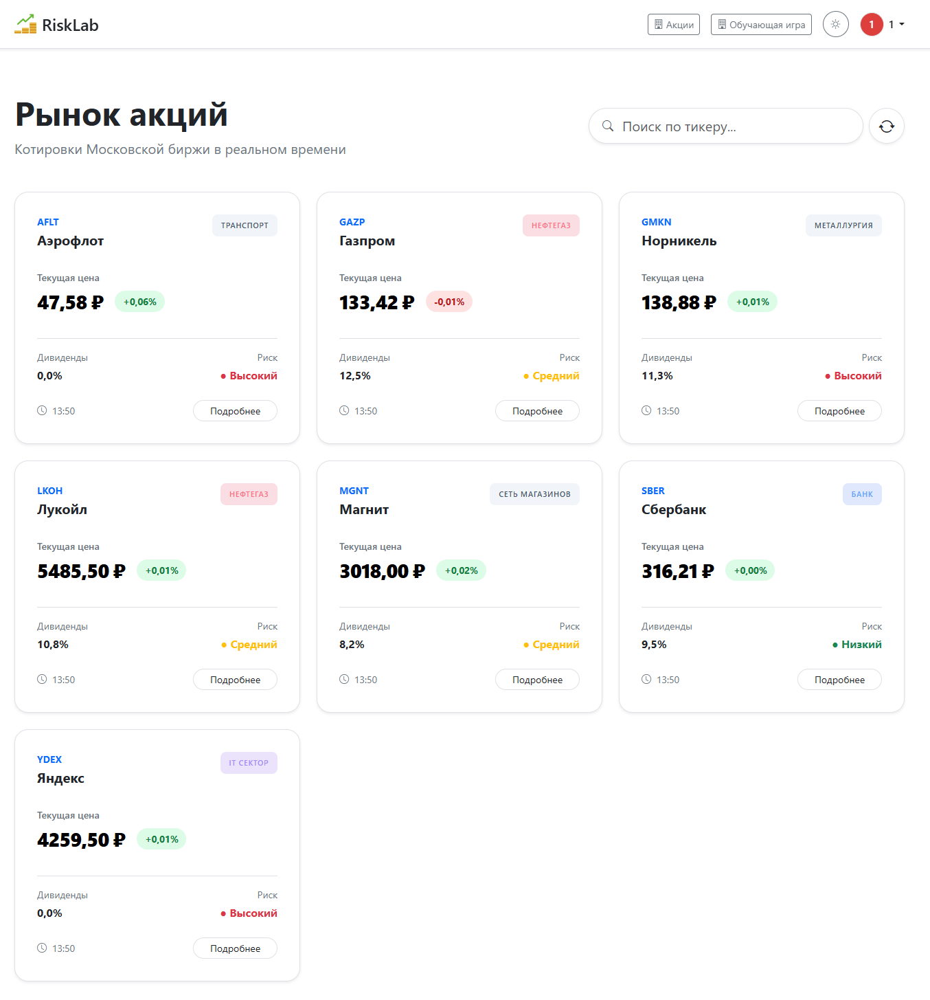 RiskLab
Акции
Обучающая игра
1
1
Рынок акций
Котировки Московской биржи в реальном времени
Поиск по тикеру...
AFLT
ТРАНСПОРТ
Аэрофлот
Текущая цена
47,58 ₽ +0,06%
Дивиденды Риск
0,0% ● Высокий
13:50 Подробнее
GAZP
НЕФТЕГАЗ
Газпром
Текущая цена
133,42 ₽ -0,01%
Дивиденды Риск
12,5% ● Средний
13:50 Подробнее
GMKN
МЕТАЛЛУРГИЯ
Норникель
Текущая цена
138,88 ₽ +0,01%
Дивиденды Риск
11,3% ● Высокий
13:50 Подробнее
LKOH
НЕФТЕГАЗ
Лукойл
Текущая цена
5485,50 ₽ +0,01%
Дивиденды Риск
10,8% ● Средний
13:50 Подробнее
MGNT
СЕТЬ МАГАЗИНОВ
Магнит
Текущая цена
3018,00 ₽ +0,02%
Дивиденды Риск
8,2% ● Средний
13:50 Подробнее
SBER
БАНК
Сбербанк
Текущая цена
316,21 ₽ +0,00%
Дивиденды Риск
9,5% ● Низкий
13:50 Подробнее
YDEX
IT СЕКТОР
Яндекс
Текущая цена
4259,50 ₽ +0,01%
Дивиденды Риск
0,0% ● Высокий
13:50 Подробнее